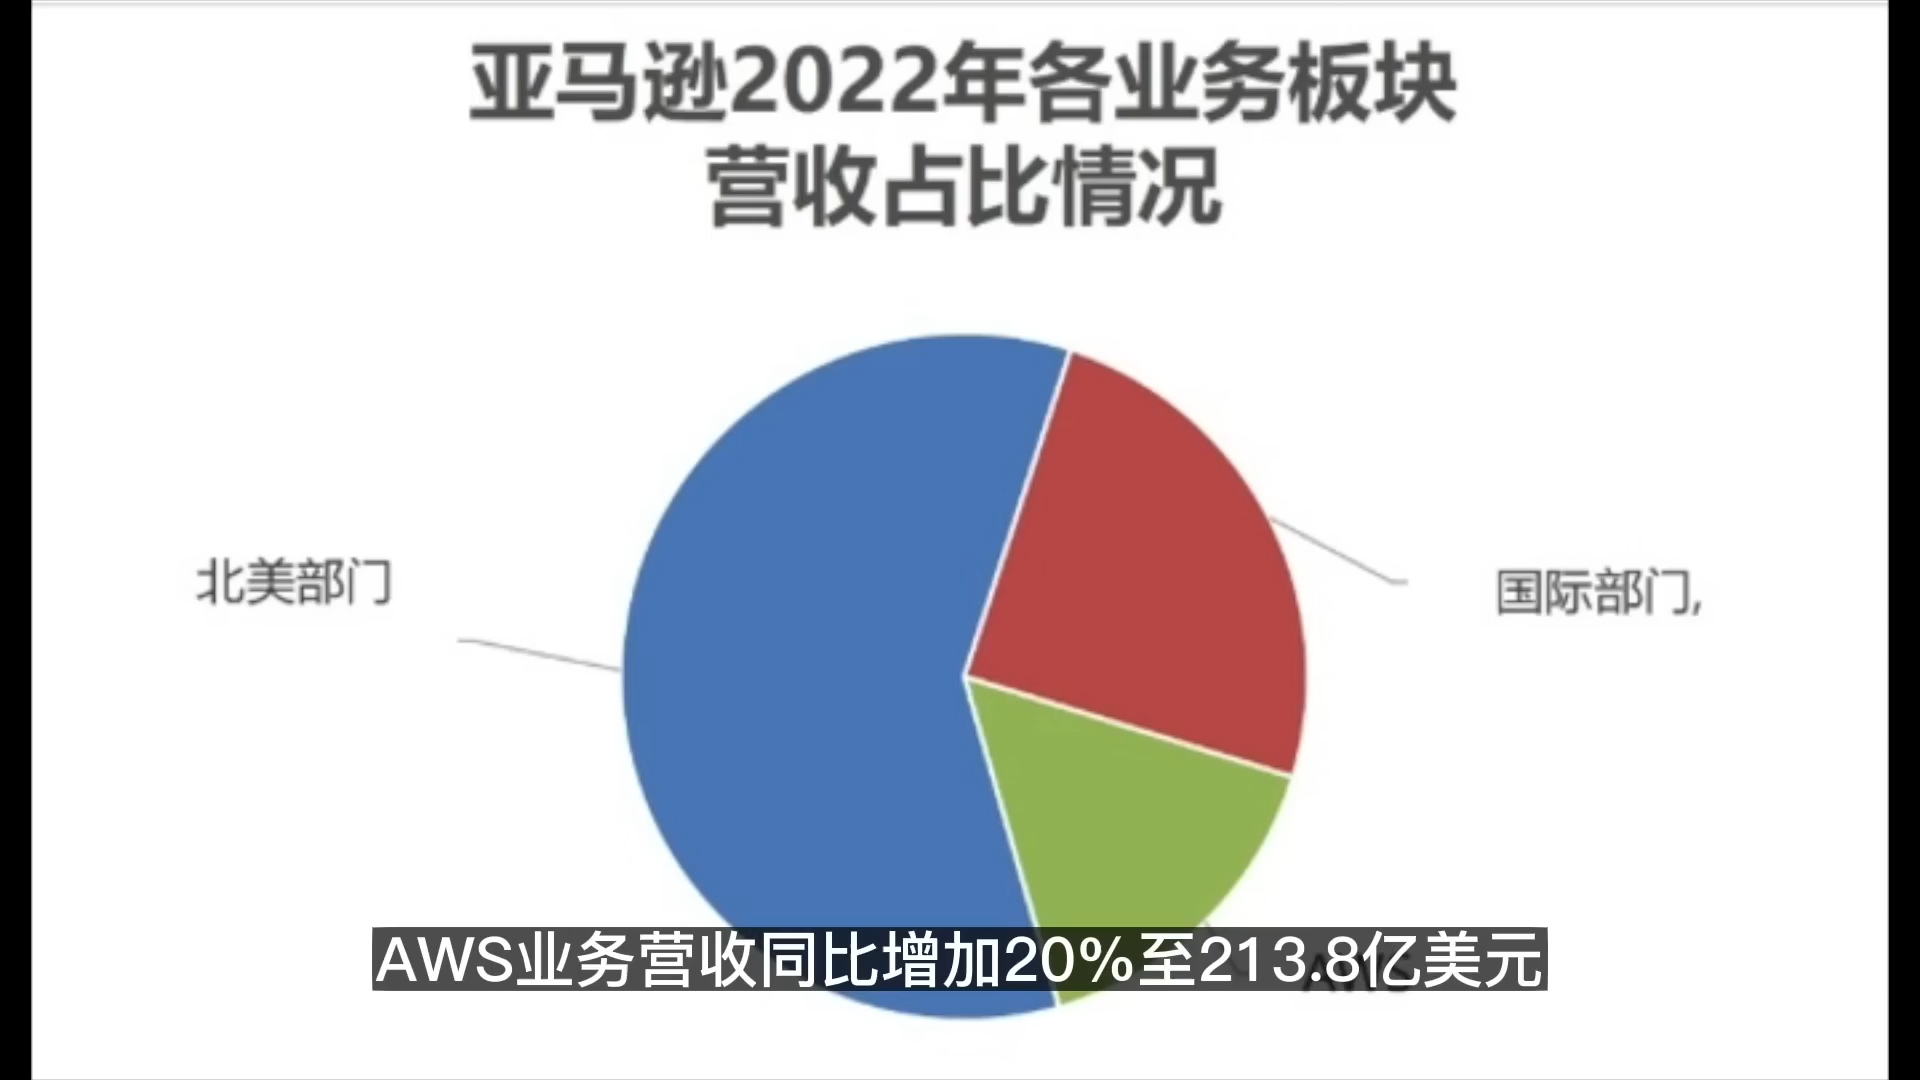 亚马逊2022年各业务板块
营收占比情况
北美部门
国际部门,
AWS
AWS业务营收同比增加20%至213.8亿美元